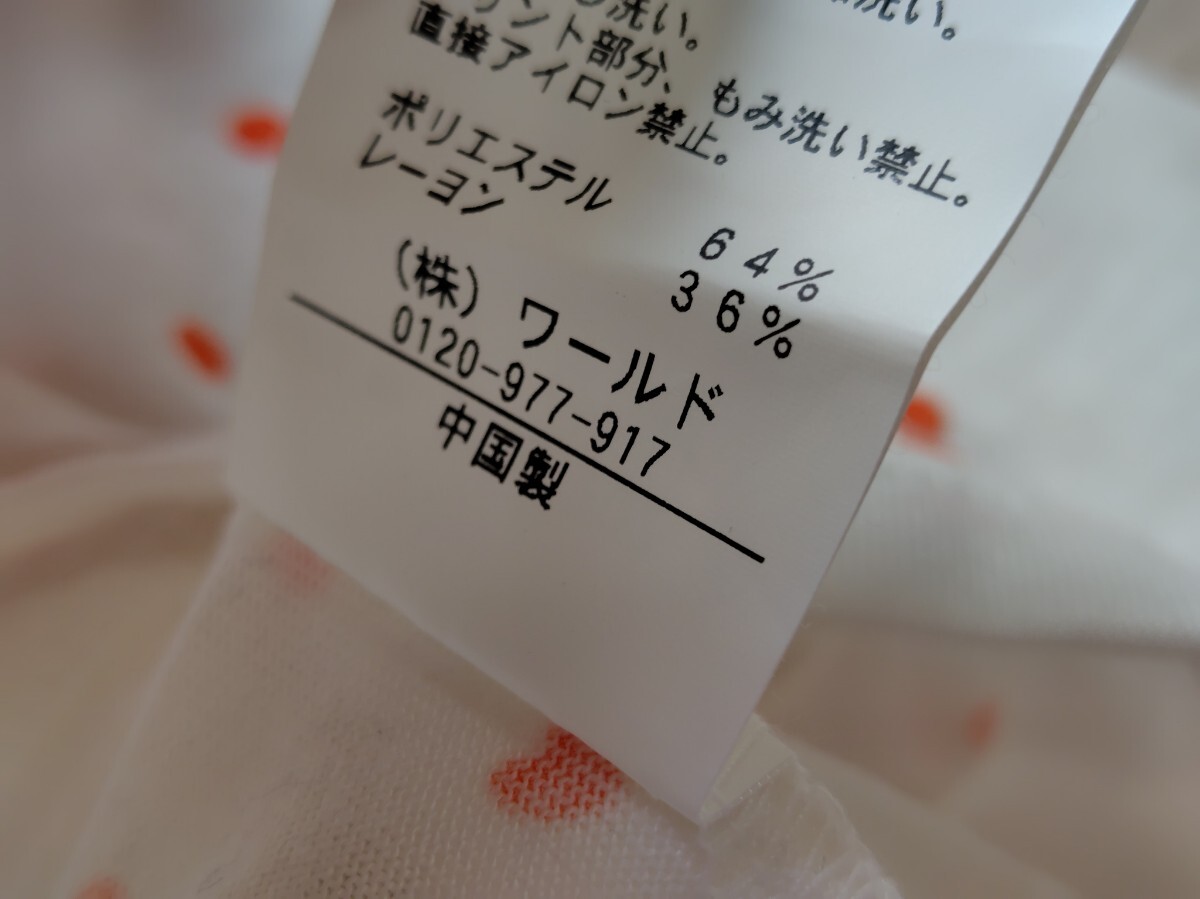 洗い。
ント部分、もみ洗い禁止。
直接アイロン禁止。
ポリエステル 64%
レーヨン 36%
(株) ワールド
0120-977-917
中国製